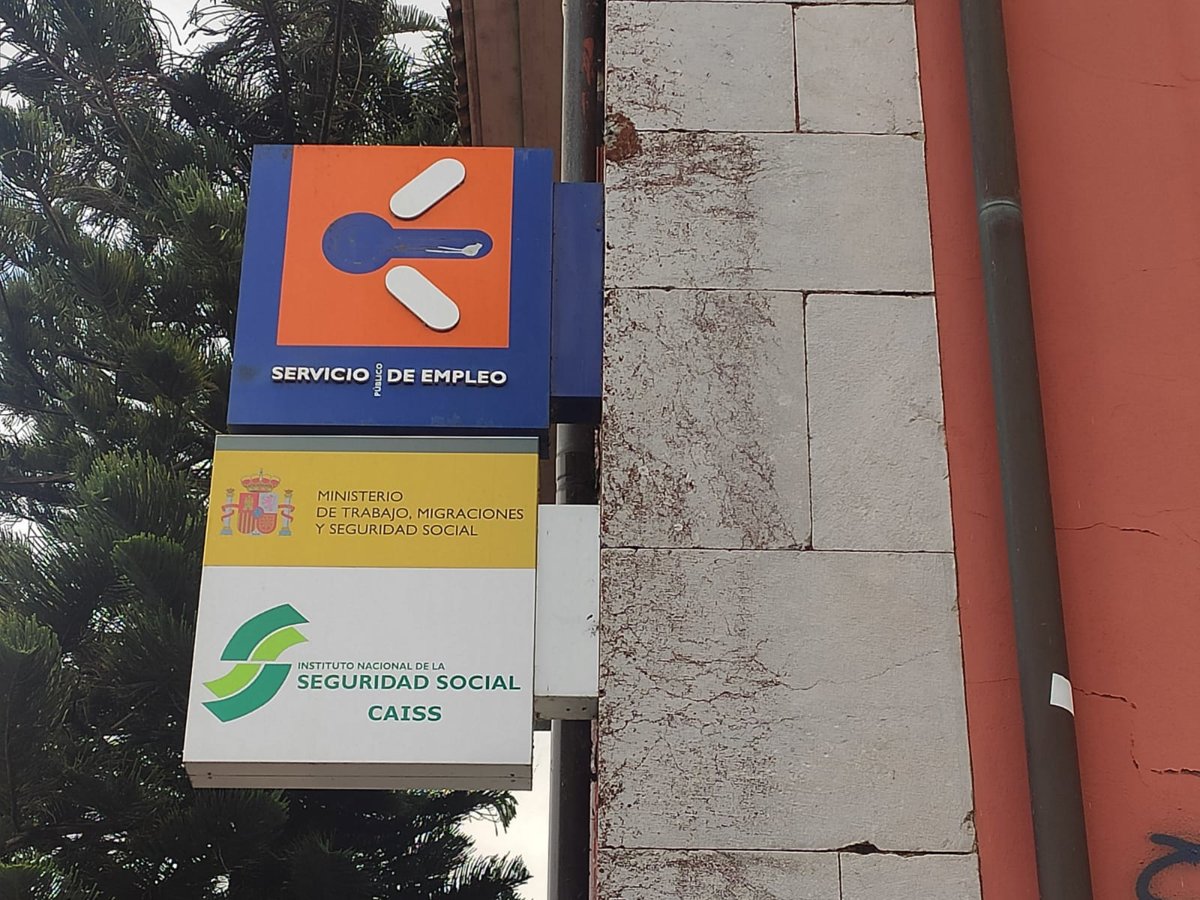 SERVICIO PÚBLICO DE EMPLEO
MINISTERIO
DE TRABAJO, MIGRACIONES
Y SEGURIDAD SOCIAL
INSTITUTO NACIONAL DE LA
SEGURIDAD SOCIAL
CAISS